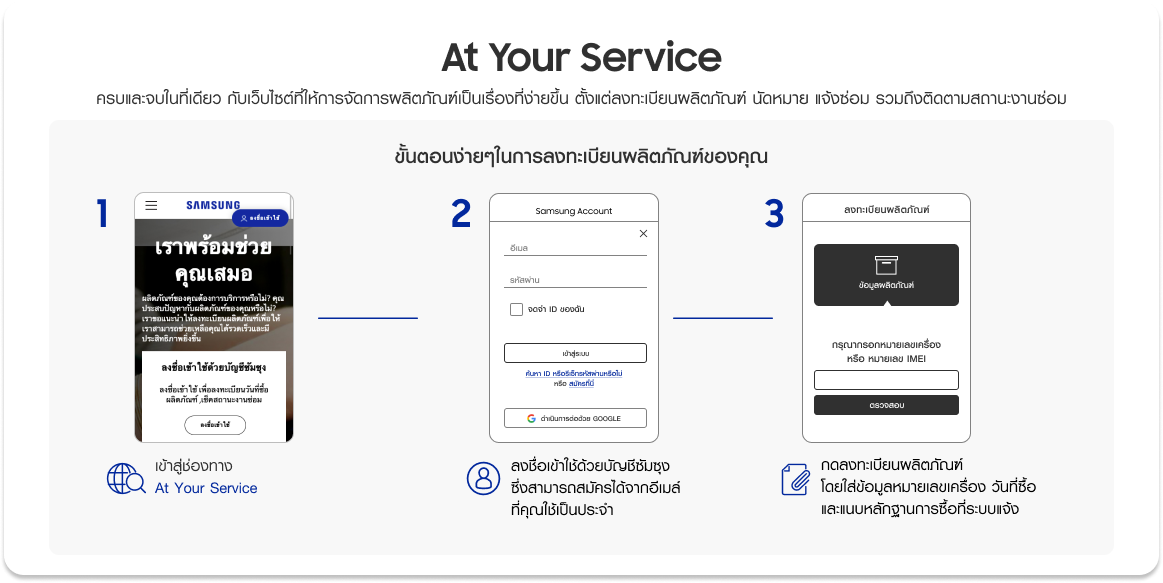 At Your Service
ครบและจบในที่เดียว กับเว็บไซต์ที่ให้การจัดการผลิตภัณฑ์เป็นเรื่องที่ง่ายขึ้น ตั้งแต่ลงทะเบียนผลิตภัณฑ์ นัดหมาย แจ้งซ่อม รวมถึงติดตามสถานะงานซ่อม
ขั้นตอนง่ายๆในการลงทะเบียนผลิตภัณฑ์ของคุณ
1
SAMSUNG
ลงชื่อเข้าใช้
เราพร้อมช่วย
คุณเสมอ
ผลิตภัณฑ์ของคุณต้องการบริการหรือไม่? คุณ
ประสบปัญหากับผลิตภัณฑ์ของคุณหรือไม่?
เราขอแนะนำให้ลงทะเบียนผลิตภัณฑ์เพื่อให้
เราสามารถช่วยเหลือคุณได้รวดเร็วและมี
ประสิทธิภาพยิ่งขึ้น
ลงชื่อเข้าใช้ด้วยบัญชีซัมซุง
ลงชื่อเข้าใช้ เพื่อลงทะเบียนวันที่ซื้อ
ผลิตภัณฑ์ ,เช็คสถานะงานซ่อม
ลงชื่อเข้าใช้
เข้าสู่ช่องทาง
At Your Service
2
Samsung Account
อีเมล
รหัสผ่าน
จดจำ ID ของฉัน
เข้าสู่ระบบ
ค้นหา ID หรือรีเซ็ทรหัสผ่านหรือไม่
หรือ สมัครที่นี่
ดำเนินการต่อด้วย GOOGLE
ลงชื่อเข้าใช้ด้วยบัญชีซัมซุง
ซึ่งสามารถสมัครได้จากอีเมล์
ที่คุณใช้เป็นประจำ
3
ลงทะเบียนผลิตภัณฑ์
ข้อมูลผลิตภัณฑ์
กรุณากรอกหมายเลขเครื่อง
หรือ หมายเลข IMEI
ตรวจสอบ
กดลงทะเบียนผลิตภัณฑ์
โดยใส่ข้อมูลหมายเลขเครื่อง วันที่ซื้อ
และแนบหลักฐานการซื้อที่ระบบแจ้ง